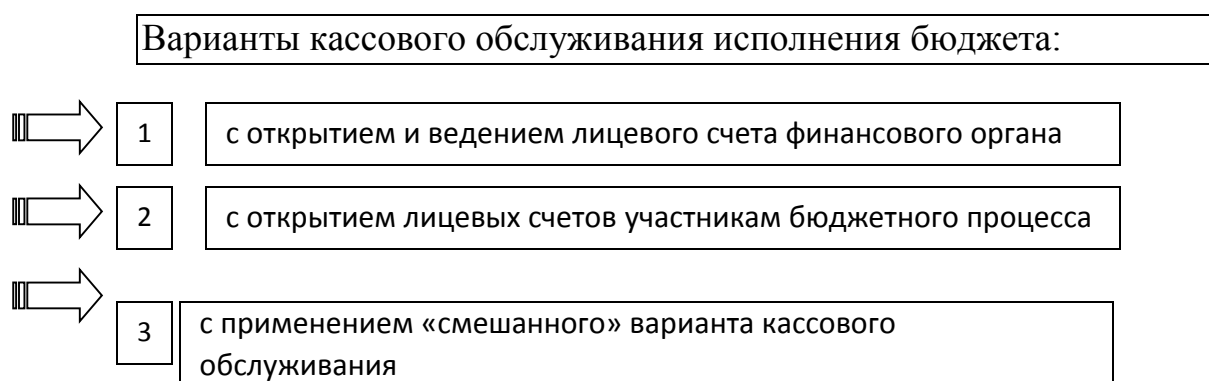 Варианты кассового обслуживания исполнения бюджета:
1 с открытием и ведением лицевого счета финансового органа
2 с открытием лицевых счетов участникам бюджетного процесса
3 с применением «смешанного» варианта кассового
обслуживания